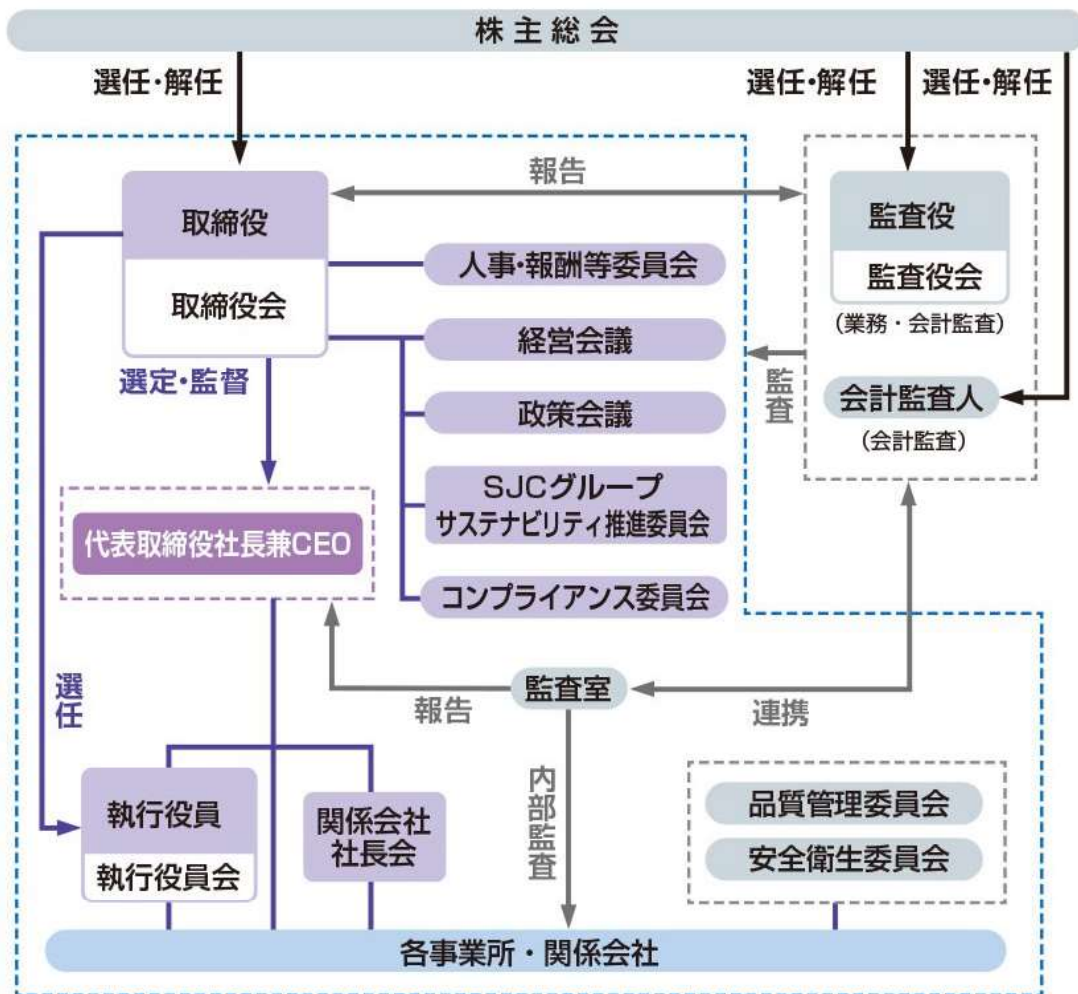 株主総会
選任・解任
選任・解任
選任・解任
報告
取締役
取締役会
監査役
監査役会
(業務・会計監査)
人事・報酬等委員会
経営会議
選定・監督
監査
政策会議
会計監査人
(会計監査)
SJCグループ
サステナビリティ推進委員会
代表取締役社長兼CEO
コンプライアンス委員会
選任
報告
監査室
連携
内部監査
執行役員
執行役員会
関係会社
社長会
品質管理委員会
安全衛生委員会
各事業所・関係会社